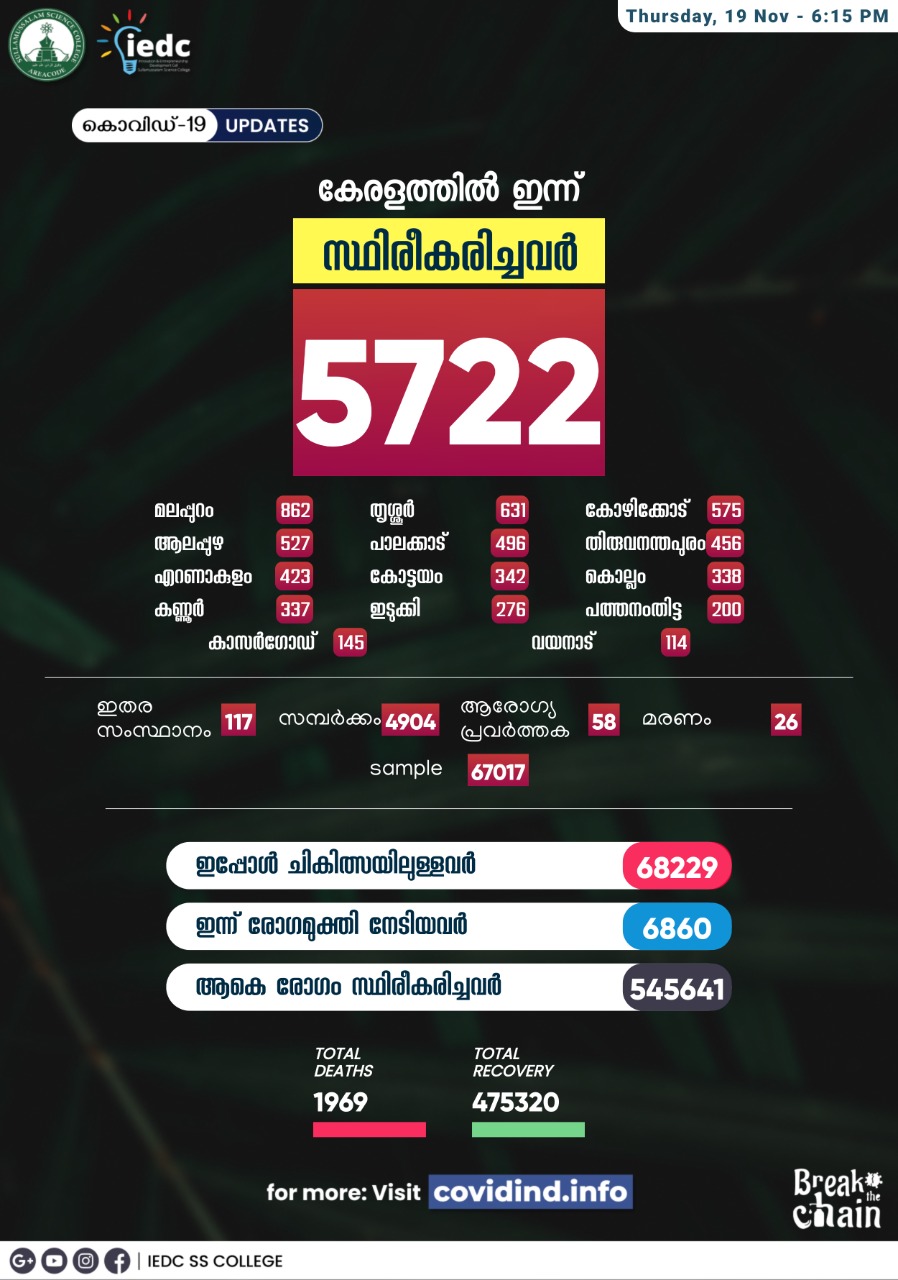 Thursday, 19 Nov - 6:15 PM
SULLAMUSSALAM SCIENCE COLLEGE
AREACODE
iedc
കൊവിഡ്-19 UPDATES
കേരളത്തിൽ ഇന്ന്
സ്ഥിരീകരിച്ചവർ
5722
മലപ്പുറം 862 തൃശ്ശൂർ 631 കോഴിക്കോട് 575
ആലപ്പുഴ 527 പാലക്കാട് 496 തിരുവനന്തപുരം 456
എറണാകുളം 423 കോട്ടയം 342 കൊല്ലം 338
കണ്ണൂർ 337 ഇടുക്കി 276 പത്തനംതിട്ട 200
കാസർഗോഡ് 145 വയനാട് 114
ഇതര
സംസ്ഥാനം 117 സമ്പർക്കം 4904 ആരോഗ്യ
പ്രവർത്തക 58 മരണം 26
sample 67017
ഇപ്പോൾ ചികിത്സയിലുള്ളവർ 68229
ഇന്ന് രോഗമുക്തി നേടിയവർ 6860
ആകെ രോഗം സ്ഥിരീകരിച്ചവർ 545641
TOTAL
DEATHS
1969
TOTAL
RECOVERY
475320
for more: Visit covidind.info
Break
the
chain
G+ f | IEDC SS COLLEGE